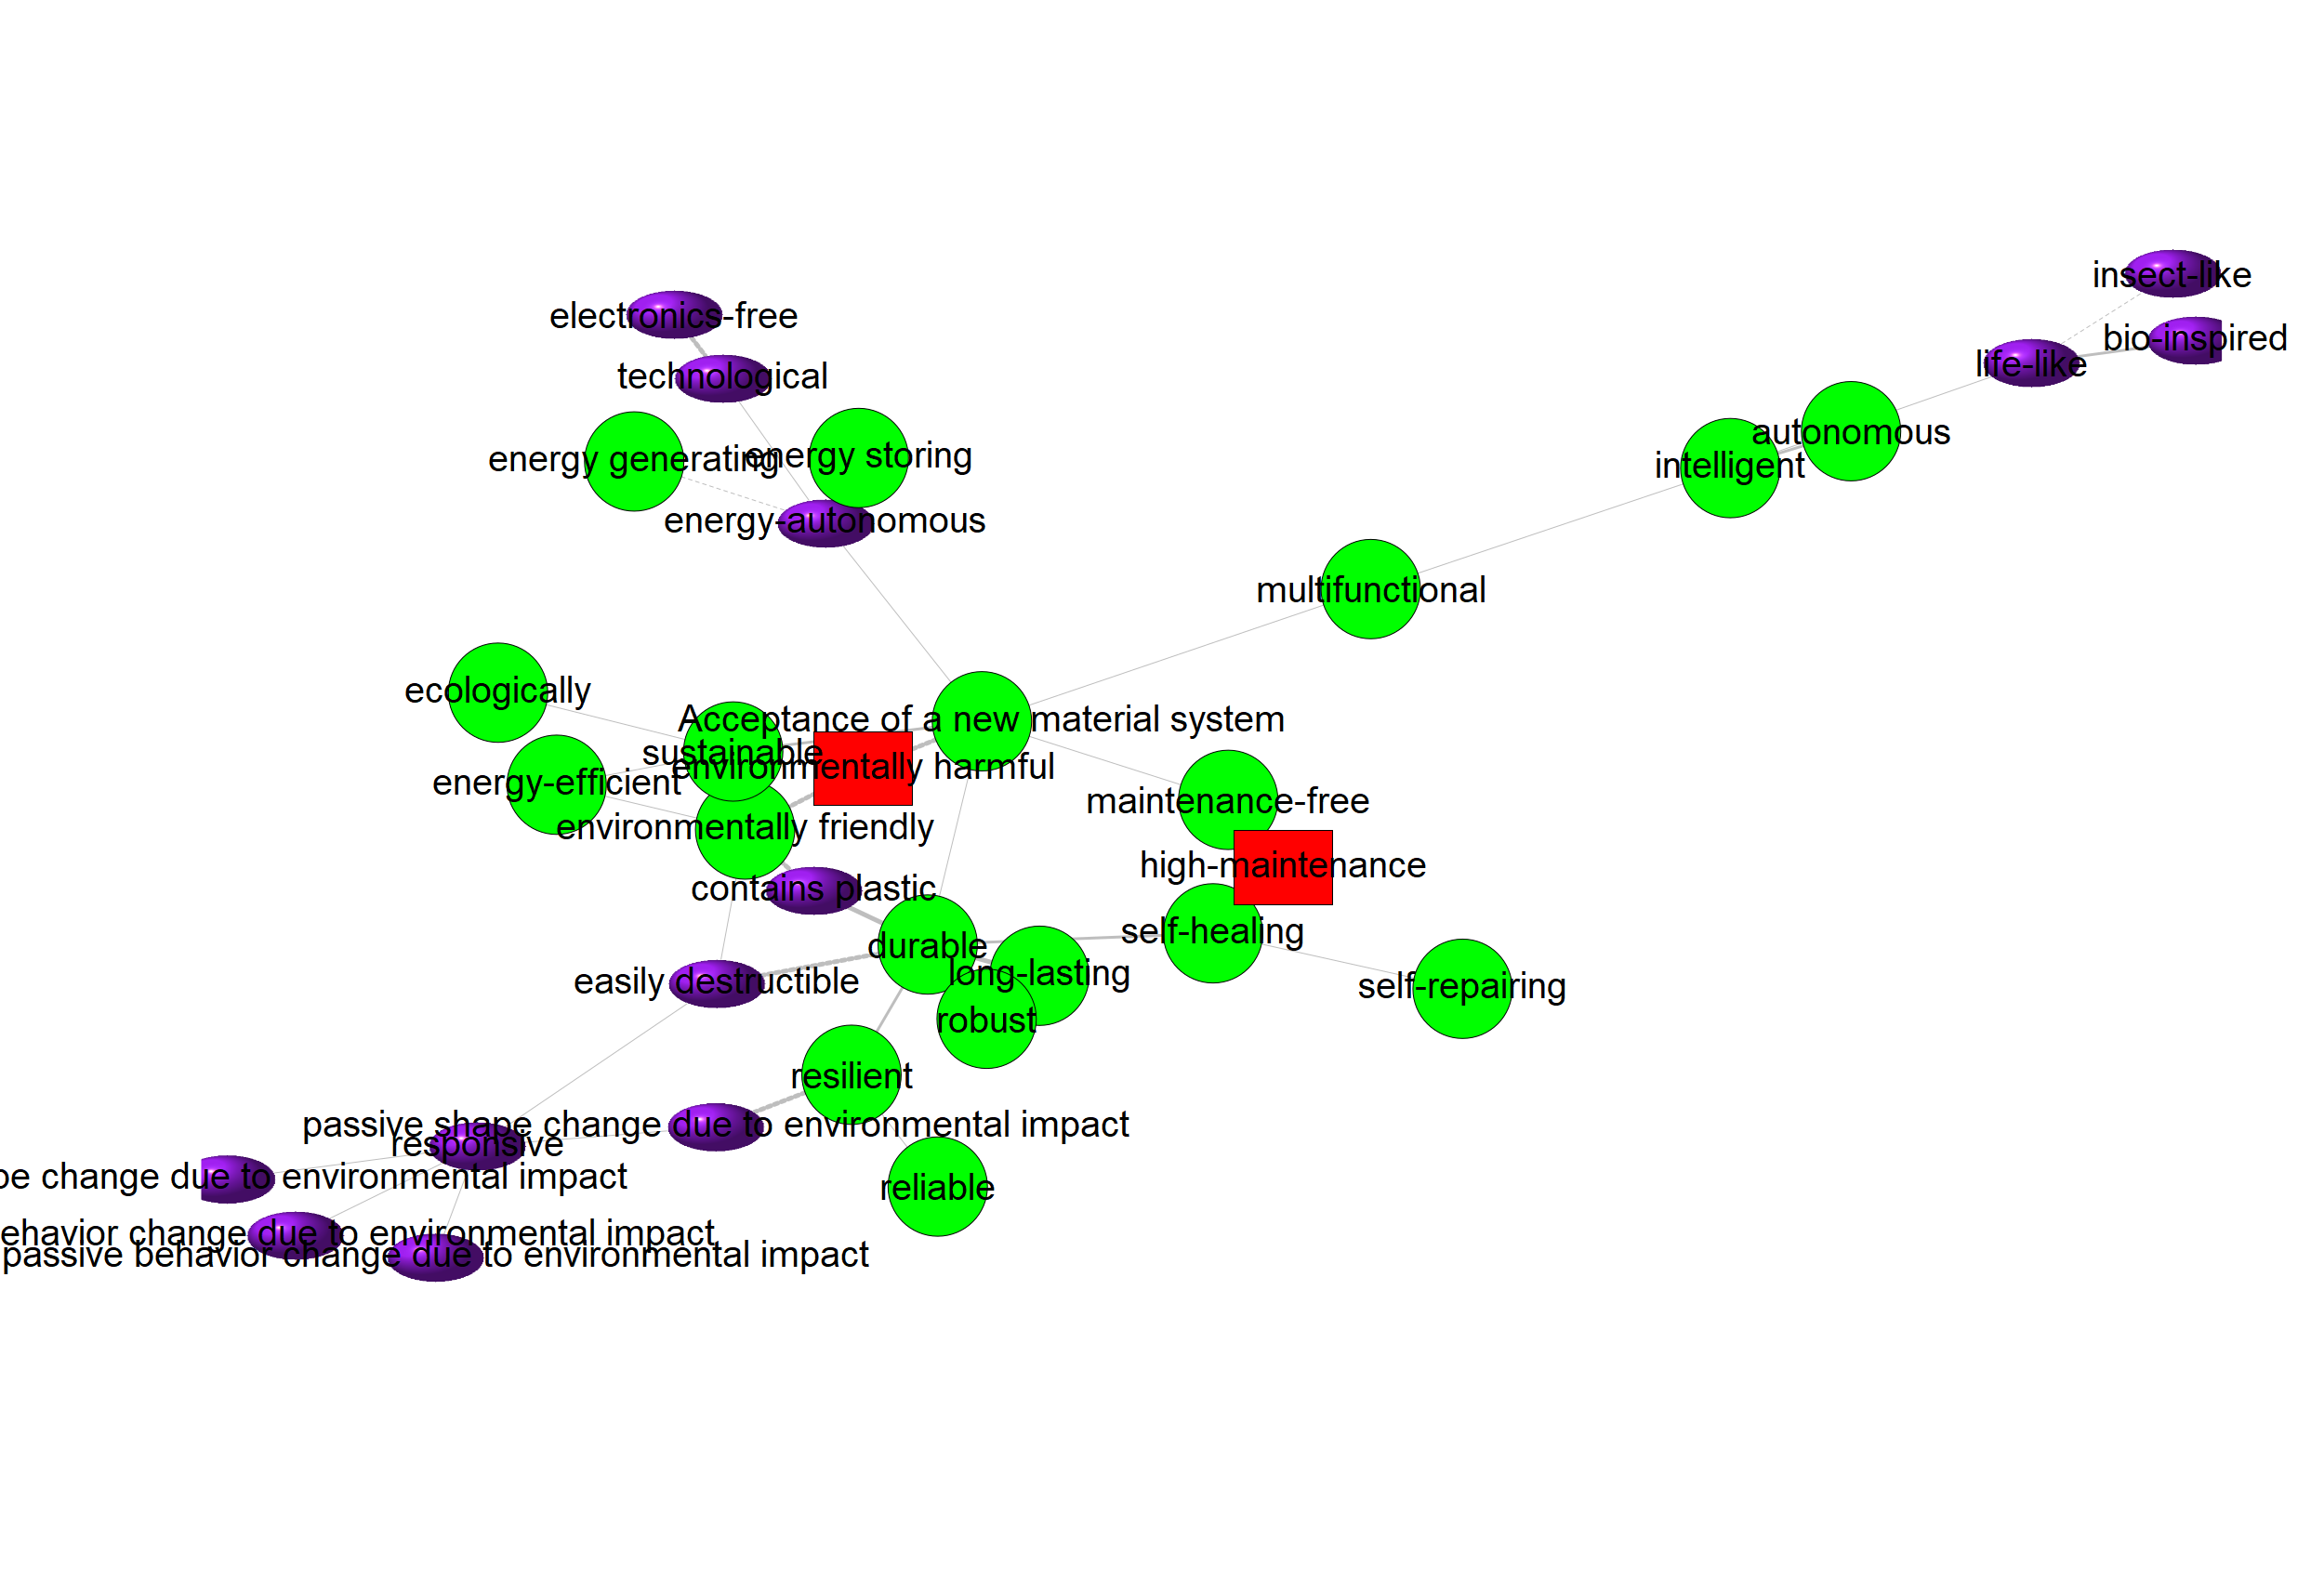 insect-like
electronics-free
bio-inspired
life-like
technological
autonomous
energy generating
energy storing
intelligent
energy-autonomous
multifunctional
ecologically
Acceptance of a new material system
sustainable
environmentally harmful
energy-efficient
maintenance-free
environmentally friendly
high-maintenance
contains plastic
self-healing
durable
long-lasting
easily destructible
self-repairing
robust
resilient
passive shape change due to environmental impact
responsive
change due to environmental impact
reliable
change due to environmental impact
passive behavior change due to environmental impact